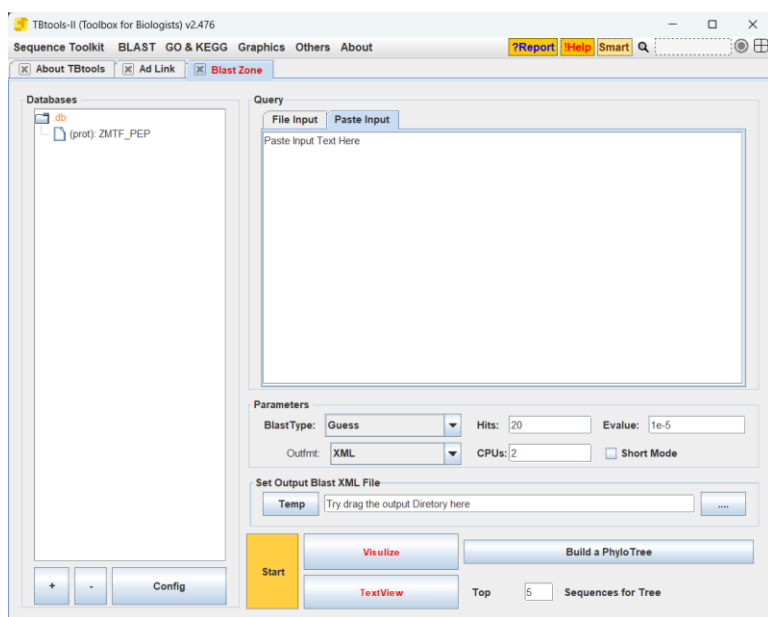 TBtools-II (Toolbox for Biologists) v2.476
Sequence Toolkit BLAST GO & KEGG Graphics Others About ?Report !Help Smart
About TBtools Ad Link Blast Zone
Databases
.db
(prot): ZMTF_PEP
+ - Config
Query
File Input Paste Input
Paste Input Text Here
Parameters
BlastType: Guess Hits: 20 Evalue: 1e-5
Outfmt: XML CPUs: 2 Short Mode
Set Output Blast XML File
Temp Try drag the output Diretory here ....
Start
Visulize Build a PhyloTree
TextView Top 5 Sequences for Tree